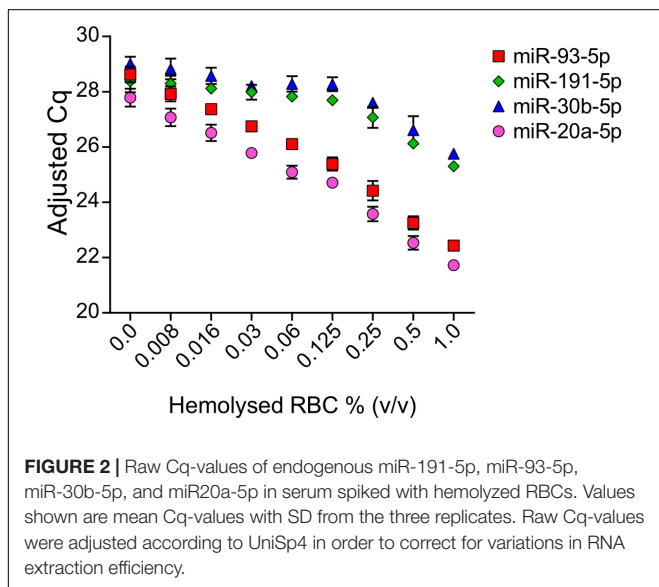 30
28
26
24
22
20
Adjusted Cq
miR-93-5p
miR-191-5p
miR-30b-5p
miR-20a-5p
0.0
0.008
0.016
0.03
0.06
0.125
0.25
0.5
1.0
Hemolysed RBC % (v/v)
FIGURE 2 | Raw Cq-values of endogenous miR-191-5p, miR-93-5p,
miR-30b-5p, and miR20a-5p in serum spiked with hemolyzed RBCs. Values
shown are mean Cq-values with SD from the three replicates. Raw Cq-values
were adjusted according to UniSp4 in order to correct for variations in RNA
extraction efficiency.